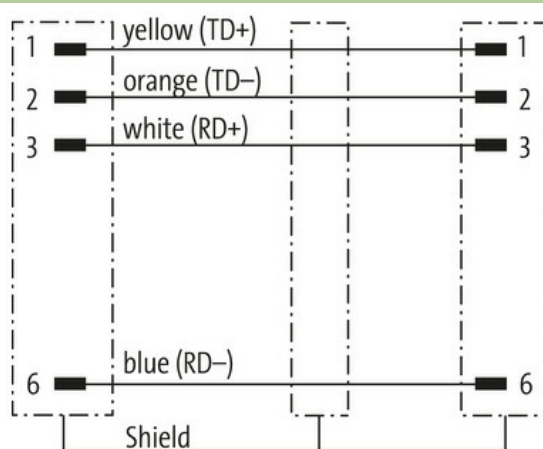 1 yellow (TD+) 1
2 orange (TD–) 2
3 white (RD+) 3
6 blue (RD–) 6
Shield